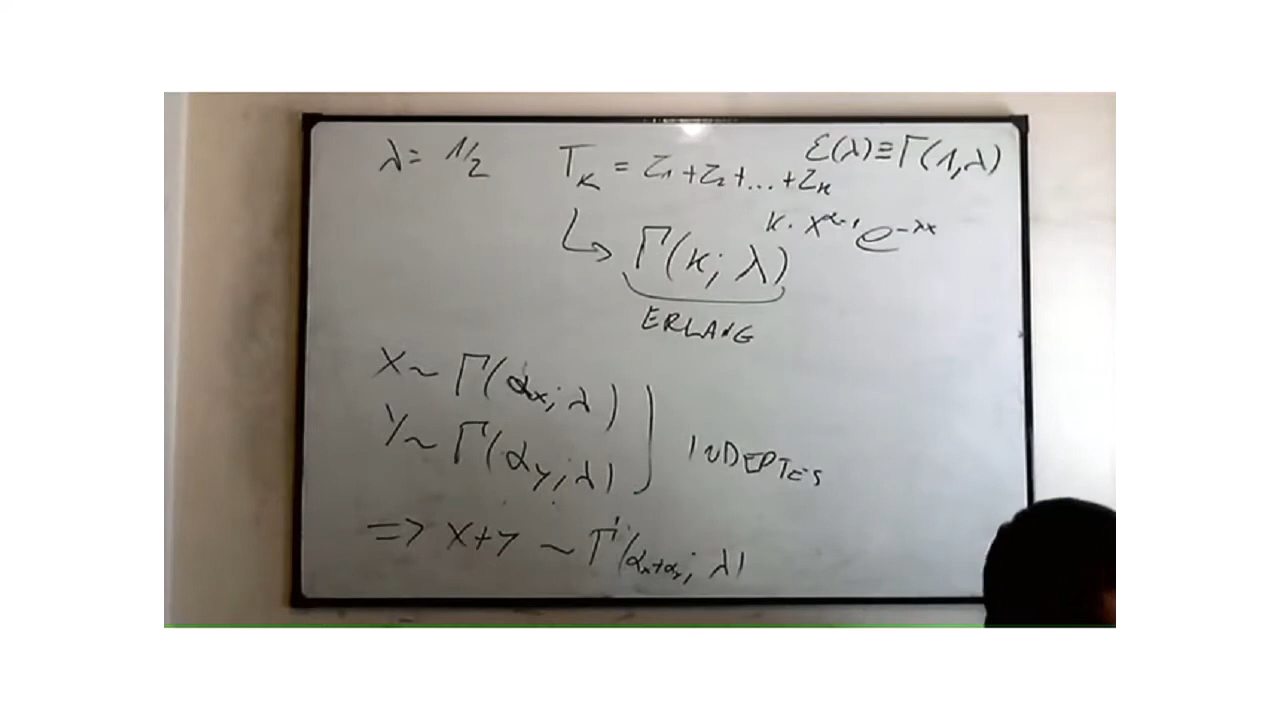 λ = 1/2
T_K = Z_1 + Z_2 + ... + Z_K
ℰ(λ) ≡ Γ(1, λ)
K · x^{α-1} e^{-λx}
↳ Γ(K; λ)
ERLANG
X ~ Γ(α_x; λ)
Y ~ Γ(α_y; λ)
INDEPTES
=> X+Y ~ Γ(α_x+α_y; λ)